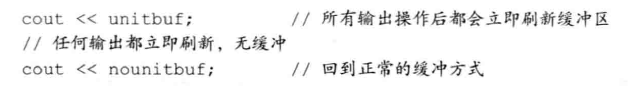 cout << unitbuf; // 所有输出操作后都会立即刷新缓冲区
// 任何输出都立即刷新，无缓冲
cout << nounitbuf; // 回到正常的缓冲方式